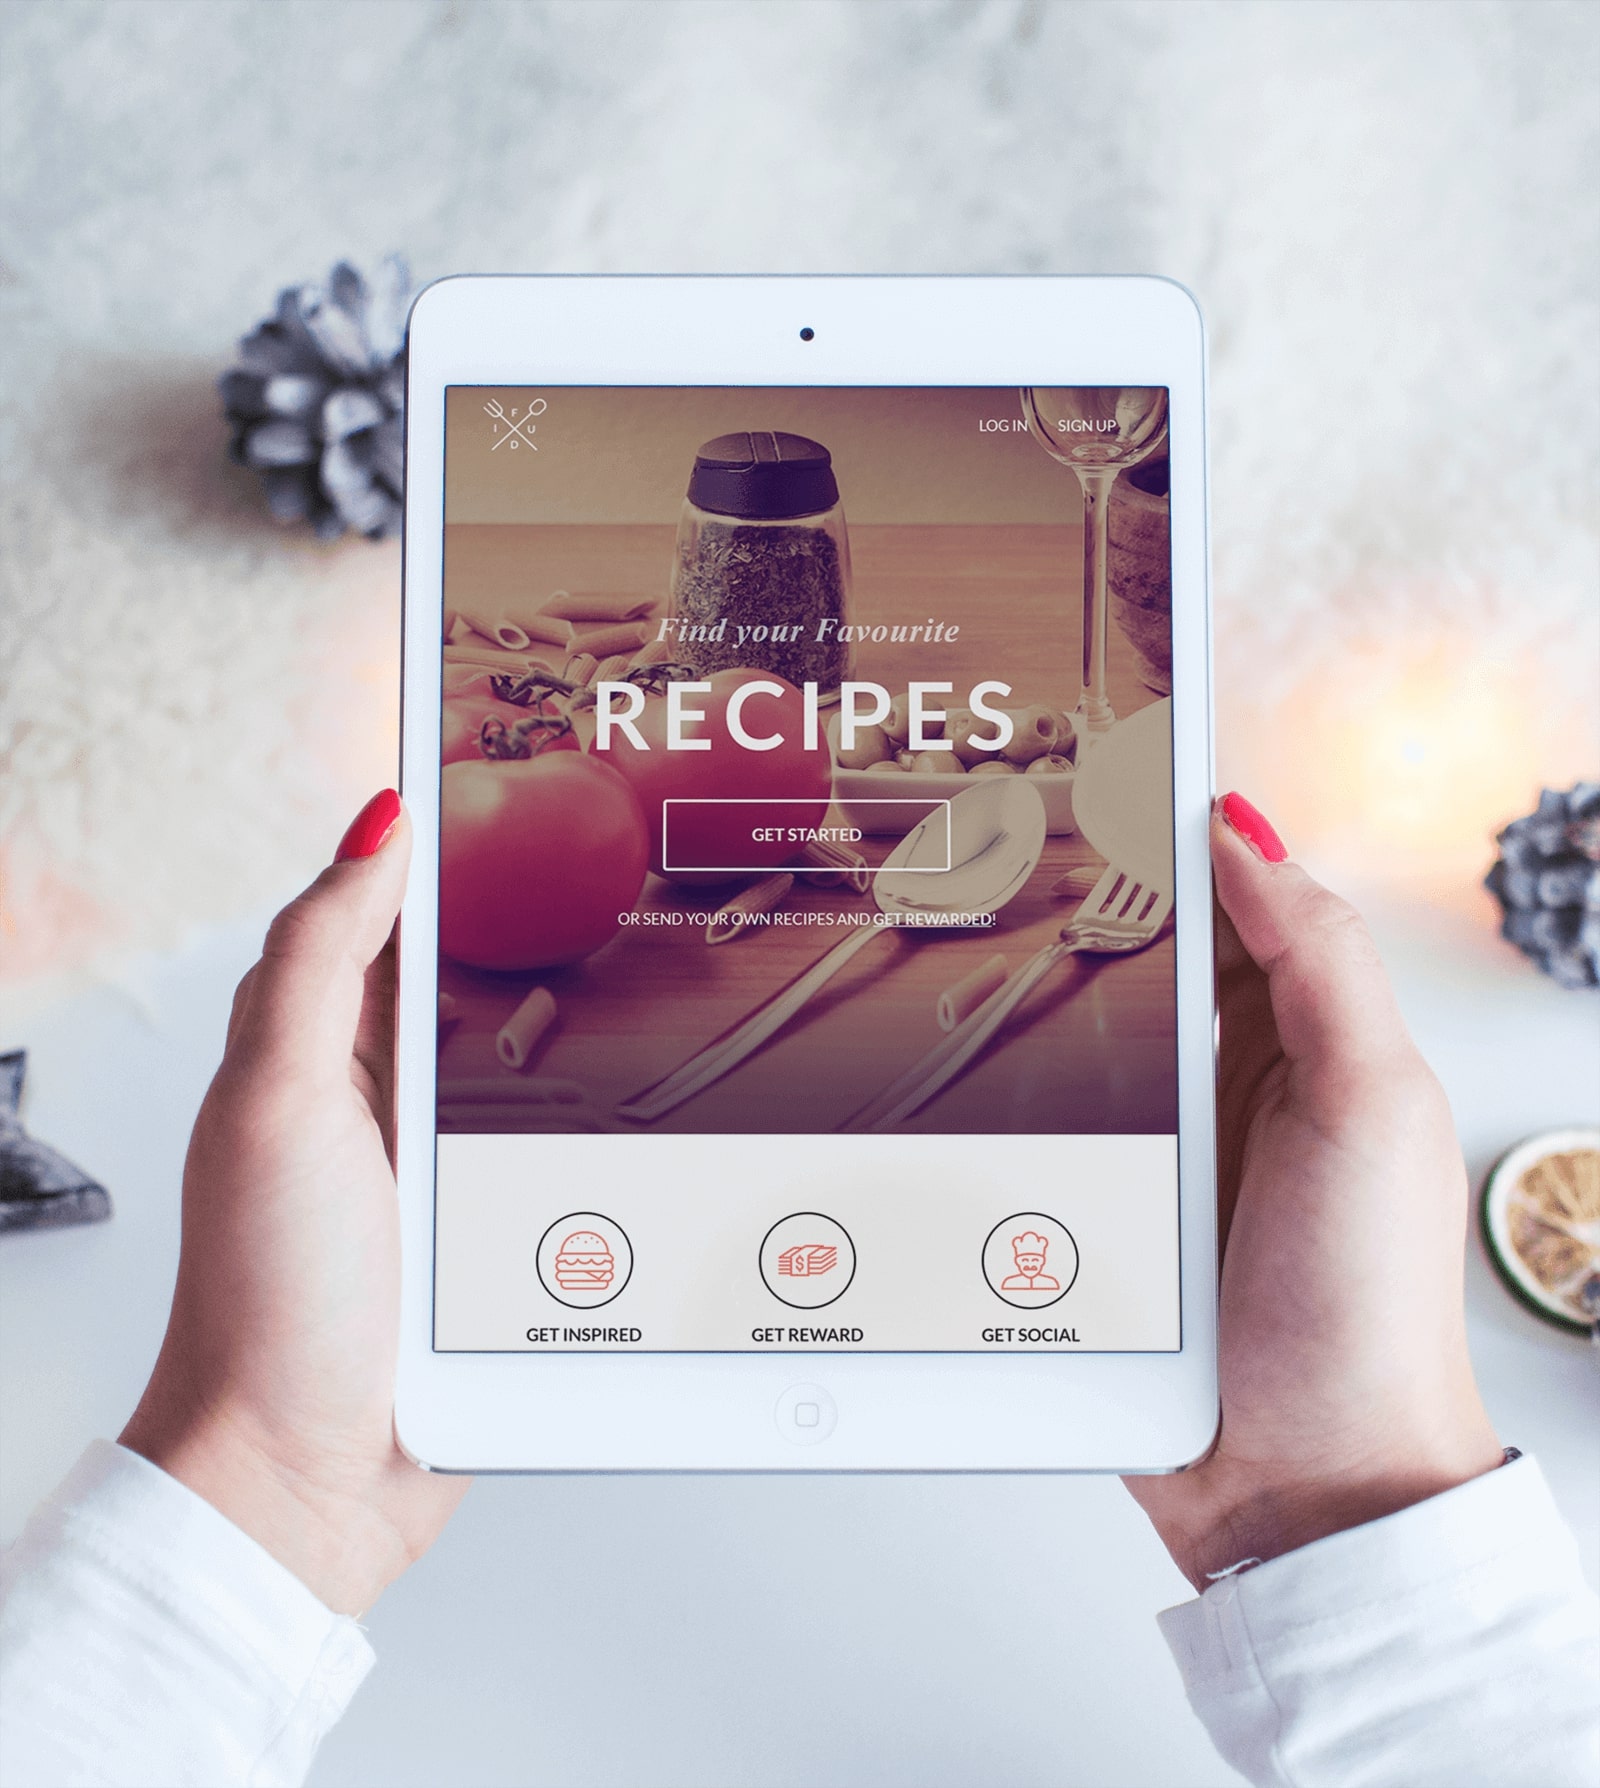 F
I U
D
LOG IN SIGN UP
Find your Favourite
RECIPES
GET STARTED
OR SEND YOUR OWN RECIPES AND GET REWARDED!
$
GET INSPIRED GET REWARD GET SOCIAL